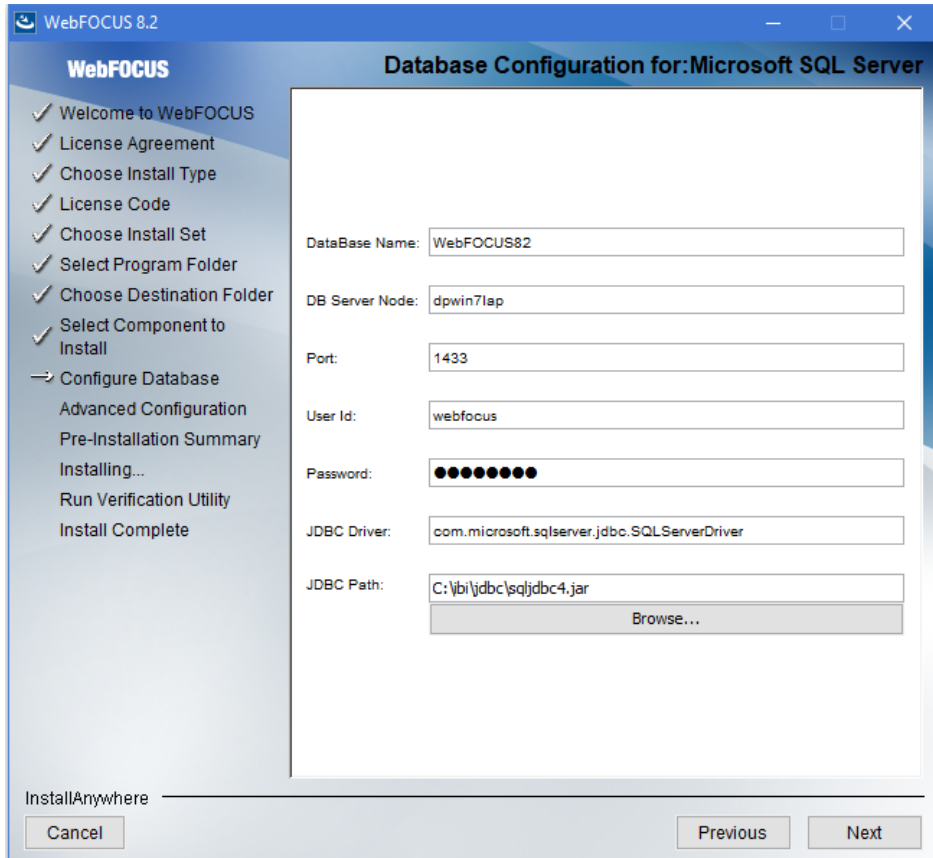 WebFOCUS 8.2
WebFOCUS
Database Configuration for:Microsoft SQL Server
Welcome to WebFOCUS
License Agreement
Choose Install Type
License Code
Choose Install Set
Select Program Folder
Choose Destination Folder
Select Component to
Install
Configure Database
Advanced Configuration
Pre-Installation Summary
Installing...
Run Verification Utility
Install Complete
DataBase Name: WebFOCUS82
DB Server Node: dpwin7lap
Port: 1433
User Id: webfocus
Password: ●●●●●●●●
JDBC Driver: com.microsoft.sqlserver.jdbc.SQLServerDriver
JDBC Path: C:\ibi\jdbc\sqljdbc4.jar
Browse...
InstallAnywhere
Cancel
Previous
Next